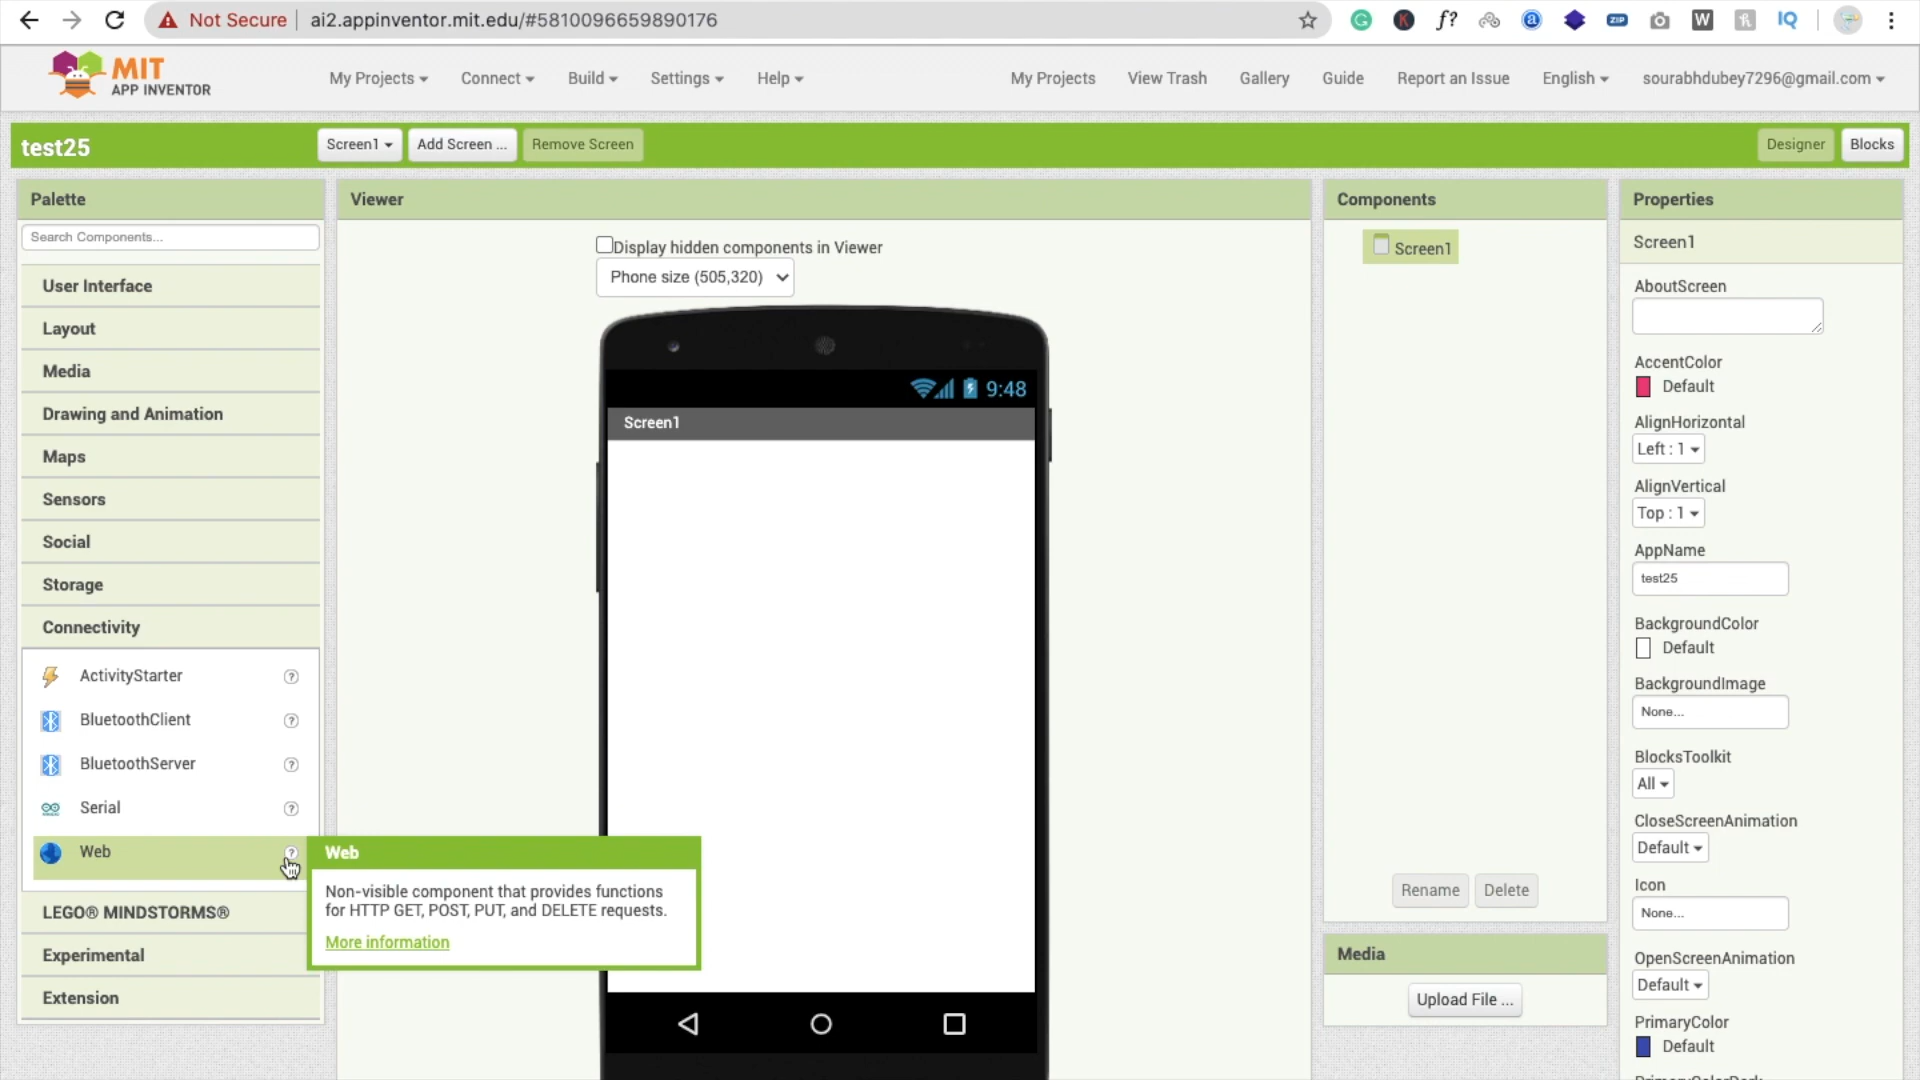 Not Secure
ai2.appinventor.mit.edu/#5810096659890176
f?
K
a
ZIP
W
IQ
MIT
APP INVENTOR
My Projects
Connect
Build
Settings
Help
My Projects
View Trash
Gallery
Guide
Report an Issue
English
sourabhdubey7296@gmail.com
test25
Screen1
Add Screen ...
Remove Screen
Designer
Blocks
Palette
Search Components...
User Interface
Layout
Media
Drawing and Animation
Maps
Sensors
Social
Storage
Connectivity
ActivityStarter ?
BluetoothClient ?
BluetoothServer ?
Serial ?
Web ?
LEGO® MINDSTORMS®
Experimental
Extension
Web
Non-visible component that provides functions
for HTTP GET, POST, PUT, and DELETE requests.
More information
Viewer
Display hidden components in Viewer
Phone size (505,320)
9:48
Screen1
Components
Screen1
Rename
Delete
Media
Upload File ...
Properties
Screen1
AboutScreen
AccentColor
Default
AlignHorizontal
Left : 1
AlignVertical
Top : 1
AppName
test25
BackgroundColor
Default
BackgroundImage
None...
BlocksToolkit
All
CloseScreenAnimation
Default
Icon
None...
OpenScreenAnimation
Default
PrimaryColor
Default